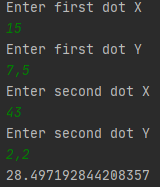 Enter first dot X
15
Enter first dot Y
7,5
Enter second dot X
43
Enter second dot Y
2,2
28.497192844208357